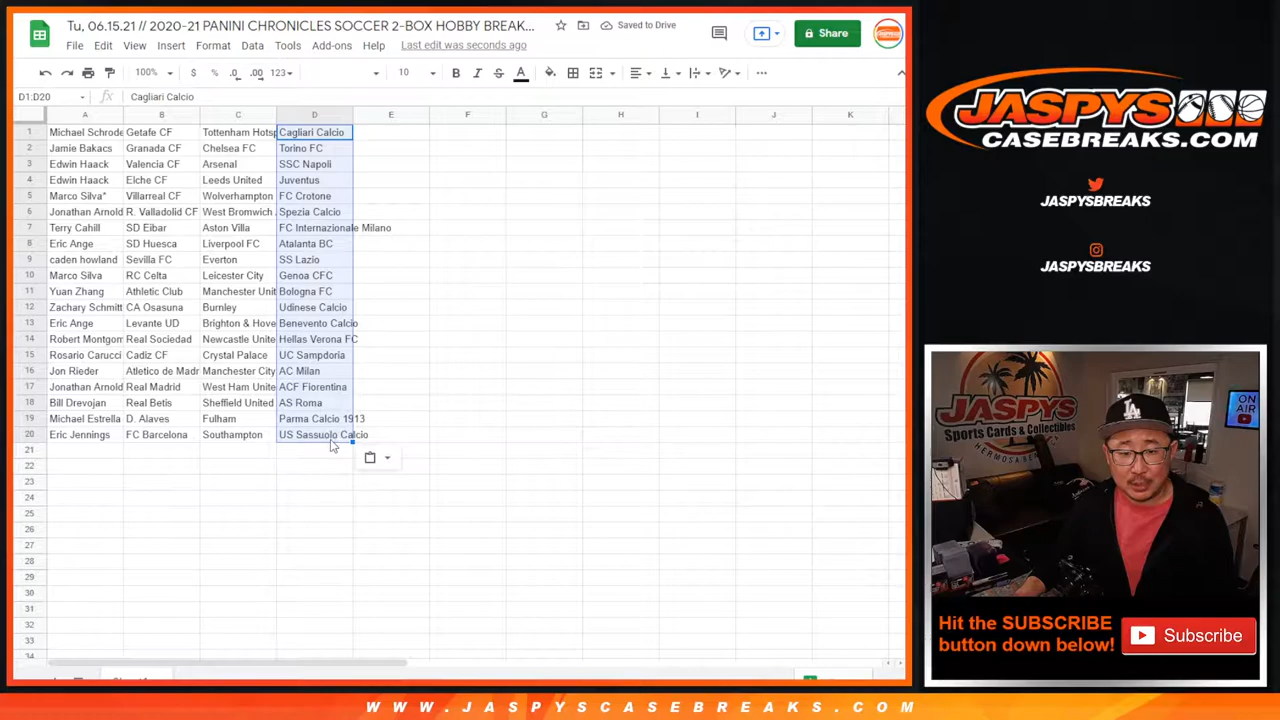 Tu, 06.15.21 // 2020-21 PANINI CHRONICLES SOCCER 2-BOX HOBBY BREAK...
Saved to Drive
Share
File Edit View Insert Format Data Tools Add-ons Help Last edit was seconds ago
100% $ % .0 .00 123 10 B I S A
D1:D20 fx Cagliari Calcio
A B C D E F G H I J K
1 Michael Schrode Getafe CF Tottenham Hotsp Cagliari Calcio
2 Jamie Bakacs Granada CF Chelsea FC Torino FC
3 Edwin Haack Valencia CF Arsenal SSC Napoli
4 Edwin Haack Elche CF Leeds United Juventus
5 Marco Silva* Villarreal CF Wolverhampton FC Crotone
6 Jonathan Arnold R. Valladolid CF West Bromwich Spezia Calcio
7 Terry Cahill SD Eibar Aston Villa FC Internazionale Milano
8 Eric Ange SD Huesca Liverpool FC Atalanta BC
9 caden howland Sevilla FC Everton SS Lazio
10 Marco Silva RC Celta Leicester City Genoa CFC
11 Yuan Zhang Athletic Club Manchester Unit Bologna FC
12 Zachary Schmitt CA Osasuna Burnley Udinese Calcio
13 Eric Ange Levante UD Brighton & Hove Benevento Calcio
14 Robert Montgom Real Sociedad Newcastle Unite Hellas Verona FC
15 Rosario Carucci Cadiz CF Crystal Palace UC Sampdoria
16 Jon Rieder Atletico de Madr Manchester City AC Milan
17 Jonathan Arnold Real Madrid West Ham Unite ACF Fiorentina
18 Bill Drevojan Real Betis Sheffield United AS Roma
19 Michael Estrella D. Alaves Fulham Parma Calcio 1913
20 Eric Jennings FC Barcelona Southampton US Sassuolo Calcio
21
22
23
24
25
26
27
28
29
30
31
32
33
34
JASPYS
CASEBREAKS.COM
JASPYSBREAKS
JASPYSBREAKS
JASPYS
Sports Cards & Collectibles
HERMOSA BEACH
ON AIR
LA
Hit the SUBSCRIBE
button down below!
Subscribe
WWW.JASPYSCASEBREAKS.COM